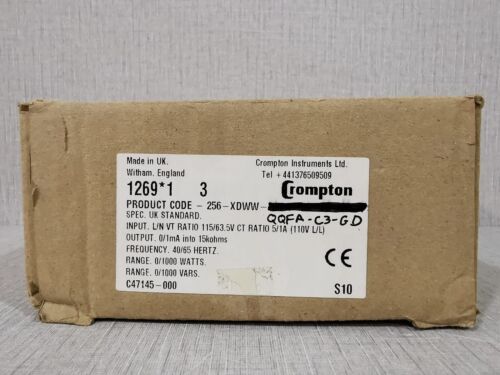 Made in UK.
Witham. England
Crompton Instruments Ltd.
Tel +441376509509
1269*1 3
Crompton
PRODUCT CODE - 256-XDWW-
QQFA-C3-GD
SPEC. UK STANDARD.
INPUT. L/N VT RATIO 115/63.5V CT RATIO 5/1A (110V L/L)
OUTPUT. 0/1mA into 15kohms
FREQUENCY. 40/65 HERTZ.
RANGE. 0/1000 WATTS.
RANGE. 0/1000 VARS.
CE
C47145-000
S10